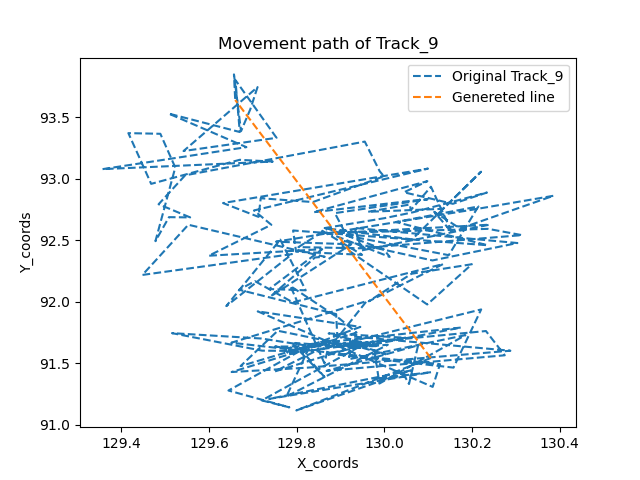 Movement path of Track_9
Original Track_9
Genereted line
Y_coords
93.5
93.0
92.5
92.0
91.5
91.0
129.4 129.6 129.8 130.0 130.2 130.4
X_coords